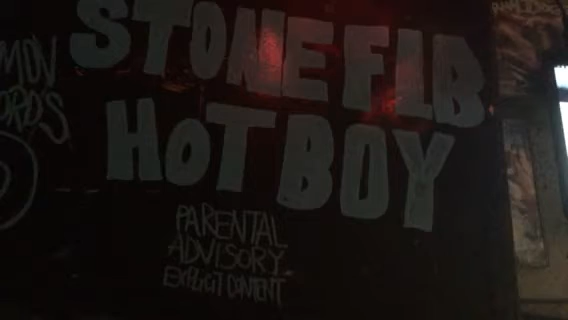 STONE FLB
HOT BOY
PARENTAL
ADVISORY
EXPLICIT CONTENT